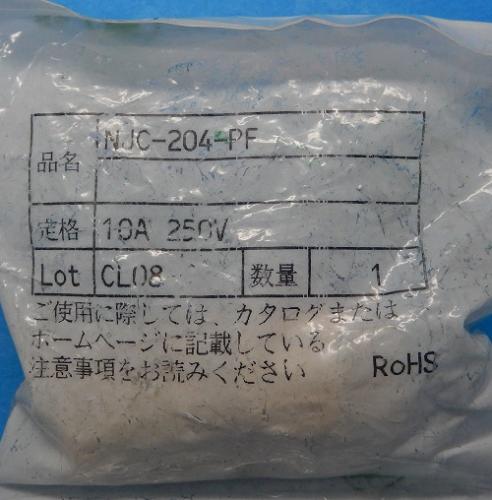 品名 NJC-204-PF
定格 10A 250V
Lot CL08 数量 1
ご使用に際しては、カタログまたは
ホームページに記載している
注意事項をお読みください RoHS